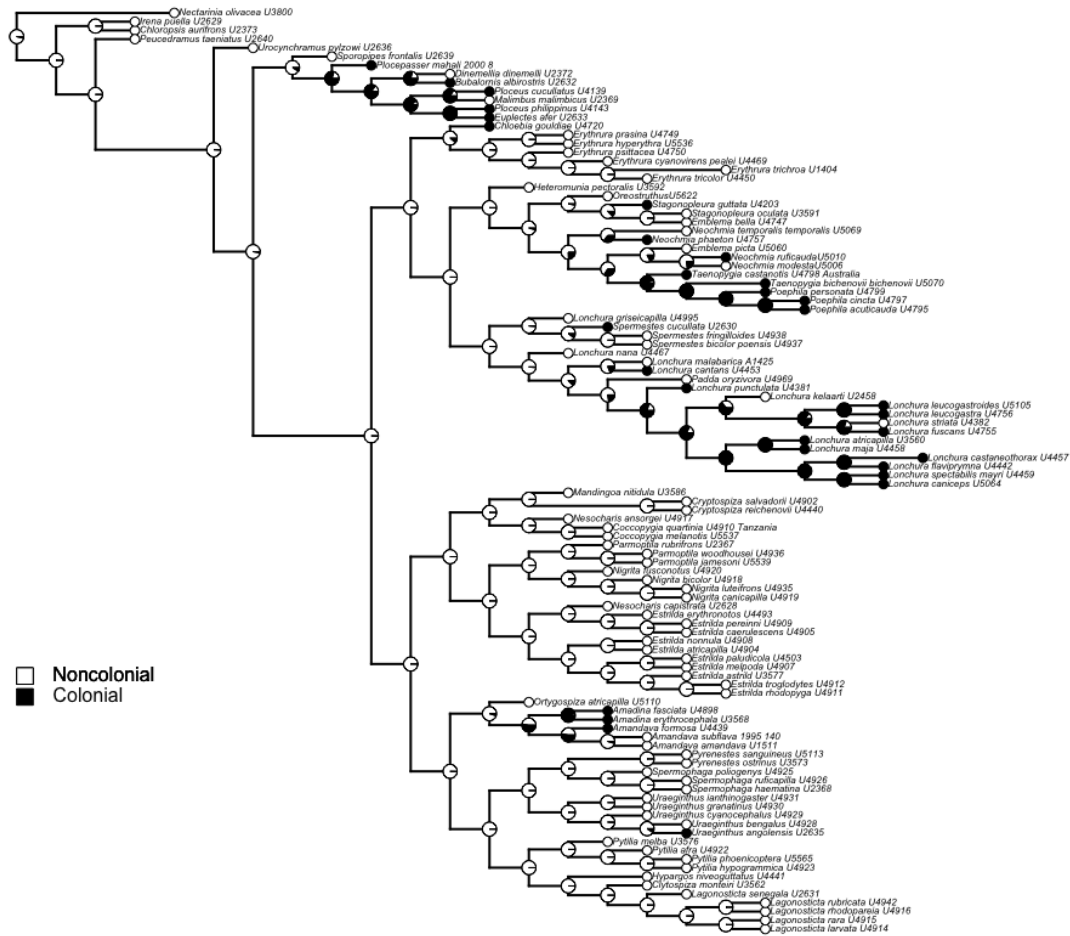 Nectarinia olivacea U3800
Irena puella U2629
Chloropsis aurifrons U2373
Peucedramus taeniatus U2640
Urocynchramus pylzowi U2636
Sporopipes frontalis U2639
Plocepasser mahali 2000 8
Dinemellia dinemelli U2372
Bubalornis albirostris U2632
Ploceus cucullatus U4139
Malimbus malimbicus U2369
Ploceus philippinus U4143
Euplectes afer U2633
Chloebia gouldiae U4720
Erythrura prasina U4749
Erythrura hyperythra U5536
Erythrura psittacea U4750
Erythrura cyanovirens pealei U4469
Erythrura trichroa U1404
Erythrura tricolor U4450
Heteromunia pectoralis U3592
OreostruthusU5622
Stagonopleura guttata U4203
Stagonopleura oculata U3591
Emblema bella U4747
Neochmia temporalis temporalis U5069
Neochmia phaeton U4757
Emblema picta U5060
Neochmia ruficaudaU5010
Neochmia modestaU5006
Taenopygia castanotis U4798 Australia
Taenopygia bichenovii bichenovii U5070
Poephila personata U4799
Poephila cincta U4797
Poephila acuticauda U4795
Lonchura griseicapilla U4995
Spermestes cucullata U2630
Spermestes fringilloides U4938
Spermestes bicolor poensis U4937
Lonchura nana U4467
Lonchura malabarica A1425
Lonchura cantans U4453
Padda oryzivora U4969
Lonchura punctulata U4381
Lonchura kelaarti U2458
Lonchura leucogastroides U5105
Lonchura leucogastra U4756
Lonchura striata U4382
Lonchura fuscans U4755
Lonchura atricapilla U3560
Lonchura maja U4458
Lonchura castaneothorax U4457
Lonchura flaviprymna U4442
Lonchura spectabilis mayri U4459
Lonchura caniceps U5064
Mandingoa nitidula U3586
Cryptospiza salvadorii U4902
Cryptospiza reichenovii U4440
Nesocharis ansorgei U4917
Coccopygia quartinia U4910 Tanzania
Coccopygia melanotis U5537
Parmoptila rubrifrons U2367
Parmoptila woodhousei U4936
Parmoptila jamesoni U5539
Nigrita fusconotus U4920
Nigrita bicolor U4918
Nigrita luteifrons U4935
Nigrita canicapilla U4919
Nesocharis capistrata U2628
Estrilda erythronotos U4493
Estrilda pereinni U4909
Estrilda caerulescens U4905
Estrilda nonnula U4908
Estrilda atricapilla U4904
Estrilda paludicola U4503
Estrilda melpoda U4907
Estrilda astrild U3577
Estrilda troglodytes U4912
Estrilda rhodopyga U4911
Noncolonial
Colonial
Ortygospiza atricapilla U5110
Amadina fasciata U4898
Amadina erythrocephala U3568
Amandava formosa U4439
Amandava subflava 1995 140
Amandava amandava U1511
Pyrenestes sanguineus U5113
Pyrenestes ostrinus U3573
Spermophaga poliogenys U4925
Spermophaga ruficapilla U4926
Spermophaga haematina U2368
Uraeginthus ianthinogaster U4931
Uraeginthus granatinus U4930
Uraeginthus cyanocephalus U4929
Uraeginthus bengalus U4928
Uraeginthus angolensis U2635
Pytilia melba U3576
Pytilia afra U4922
Pytilia phoenicoptera U5565
Pytilia hypogrammica U4923
Hypargos niveoguttatus U4441
Clytospiza monteiri U3562
Lagonosticta senegala U2631
Lagonosticta rubricata U4942
Lagonosticta rhodopareia U4916
Lagonosticta rara U4915
Lagonosticta larvata U4914